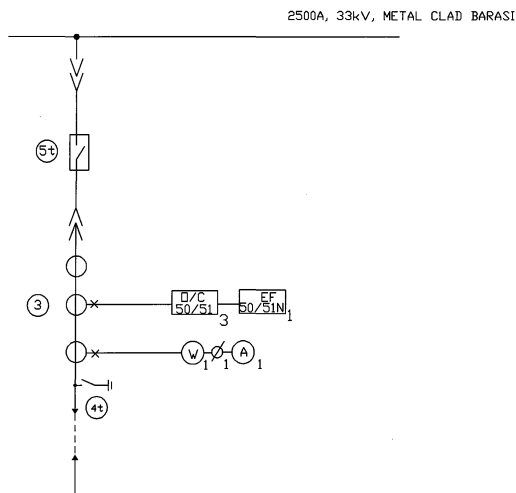 2500A, 33kV, METAL CLAD BARASI
5t
3
O/C
50/51
3
EF
50/51N
1
W
1
1
A
1
4t